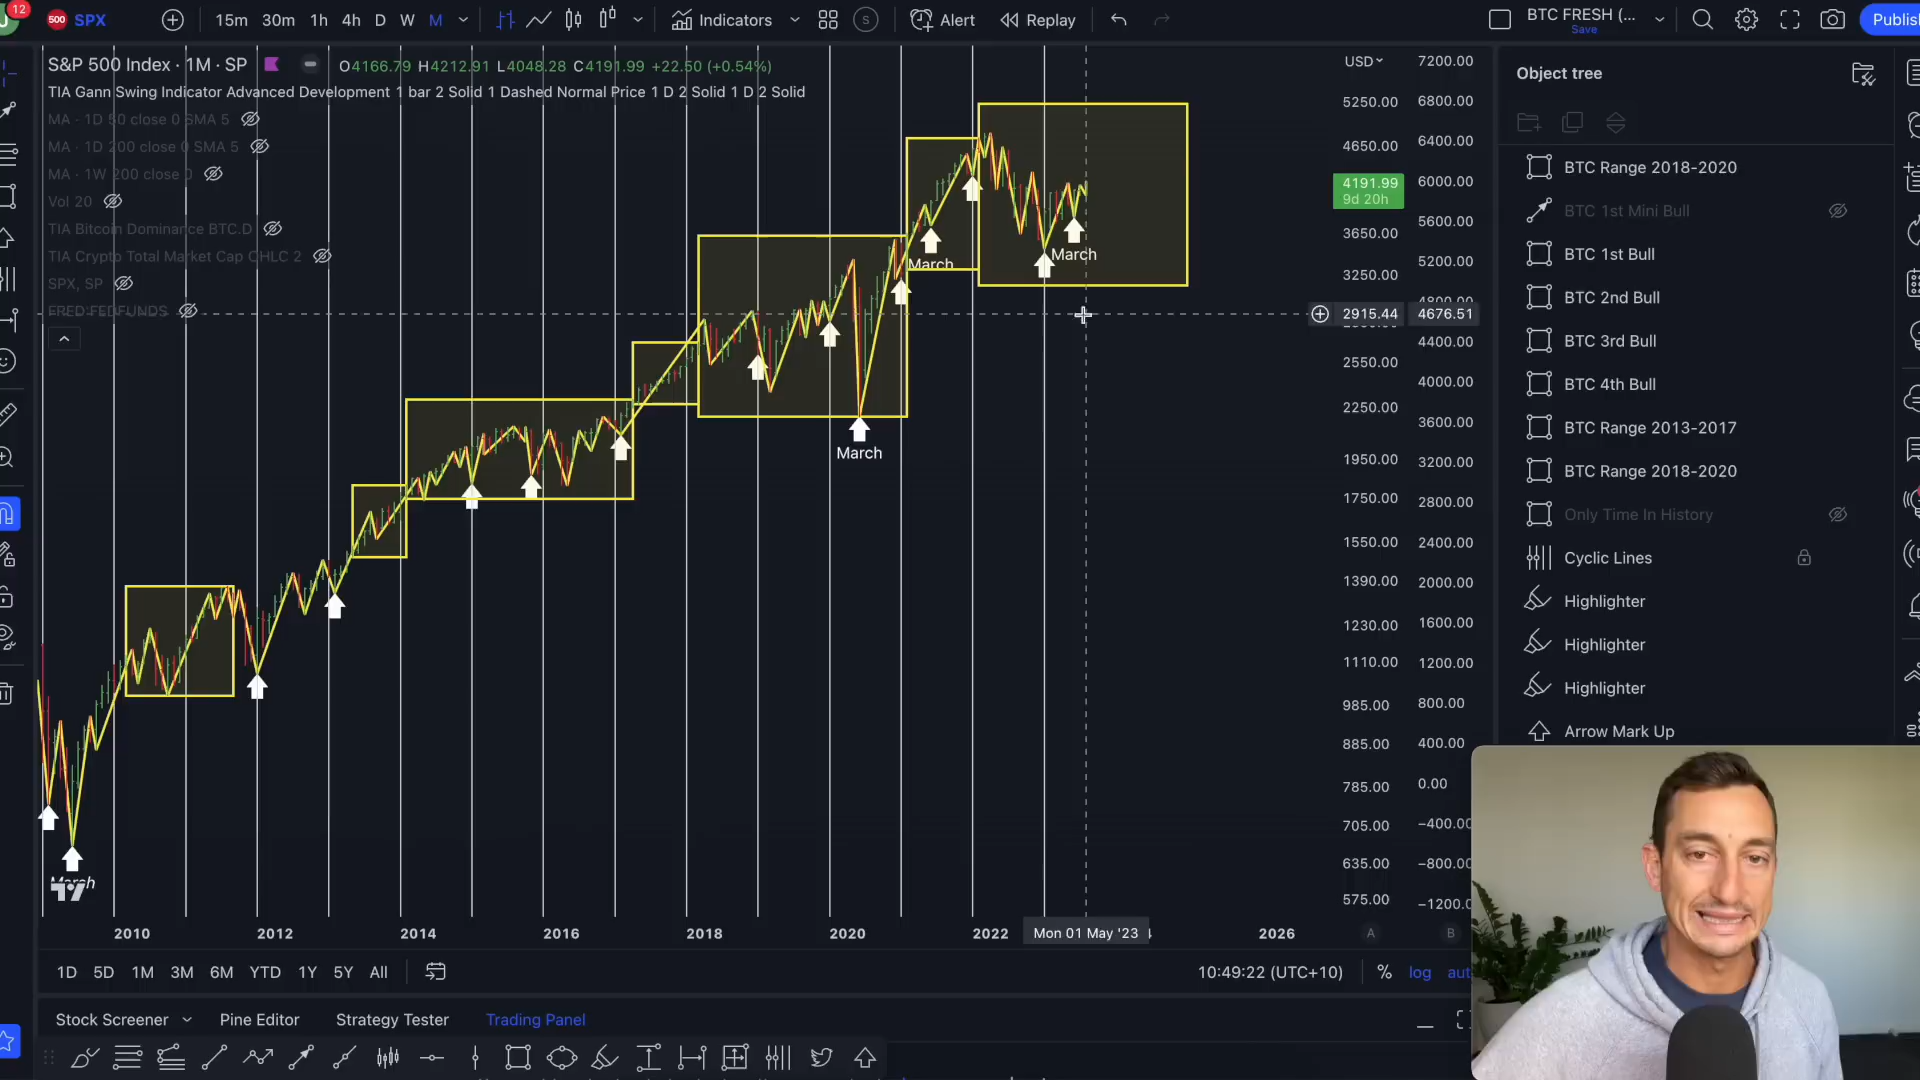 12
500 SPX 15m 30m 1h 4h D W M Indicators S Alert Replay BTC FRESH (... Save Publis
S&P 500 Index · 1M · SP O4166.79 H4212.91 L4048.28 C4191.99 +22.50 (+0.54%)
TIA Gann Swing Indicator Advanced Development 1 bar 2 Solid 1 Dashed Normal Price 1 D 2 Solid 1 D 2 Solid
MA · 1D 50 close 0 SMA 5
MA · 1D 200 close 0 SMA 5
MA · 1W 200 close 0
Vol 20
TIA Bitcoin Dominance BTC.D
TIA Crypto Total Market Cap OHLC 2
SPX, SP
FRED:FEDFUNDS
March
March
March
March
USD
5250.00
4650.00
4191.99
9d 20h
3650.00
3250.00
2915.44
2550.00
2250.00
1950.00
1750.00
1550.00
1390.00
1230.00
1110.00
985.00
885.00
785.00
705.00
635.00
575.00
A
7200.00
6800.00
6400.00
6000.00
5600.00
5200.00
4800.00
4676.51
4400.00
4000.00
3600.00
3200.00
2800.00
2400.00
2000.00
1600.00
1200.00
800.00
400.00
0.00
−400.00
−800.00
−1200.0
B
2010 2012 2014 2016 2018 2020 2022 Mon 01 May '23 2026
1D 5D 1M 3M 6M YTD 1Y 5Y All 10:49:22 (UTC+10) % log aut
Stock Screener Pine Editor Strategy Tester Trading Panel
Object tree
BTC Range 2018-2020
BTC 1st Mini Bull
BTC 1st Bull
BTC 2nd Bull
BTC 3rd Bull
BTC 4th Bull
BTC Range 2013-2017
BTC Range 2018-2020
Only Time In History
Cyclic Lines
Highlighter
Highlighter
Highlighter
Arrow Mark Up